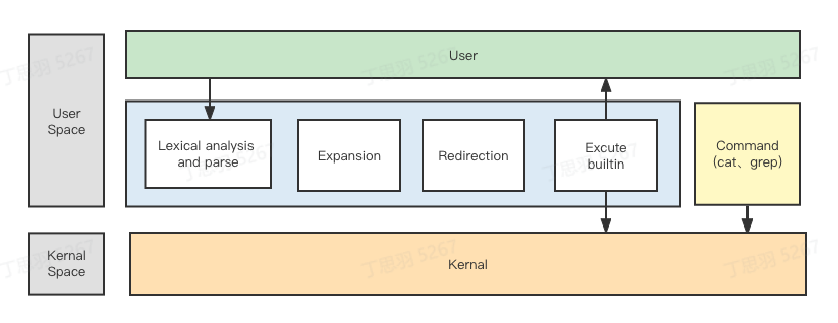 User
User
Space
Lexical analysis
and parse
Expansion
Redirection
Excute
builtin
Command
(cat、grep)
Kernal
Space
Kernal
丁思羽 5267
丁思羽 5267
丁思羽 5267
丁思羽 5267
丁思羽 5267
丁思羽 5267
丁思羽 5267
丁思羽 5267